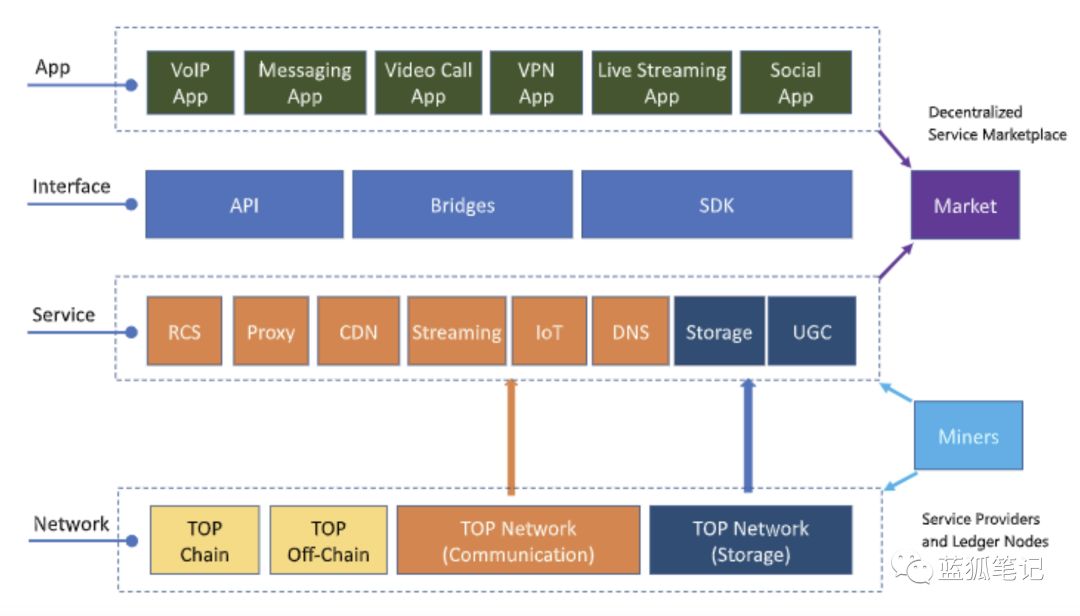 App
VoIP
App
Messaging
App
Video Call
App
VPN
App
Live Streaming
App
Social
App
Decentralized
Service Marketplace
Interface
API
Bridges
SDK
Market
Service
RCS
Proxy
CDN
Streaming
IoT
DNS
Storage
UGC
Miners
Network
TOP
Chain
TOP
Off-Chain
TOP Network
(Communication)
TOP Network
(Storage)
Service Providers
and Ledger Nodes
蓝狐笔记